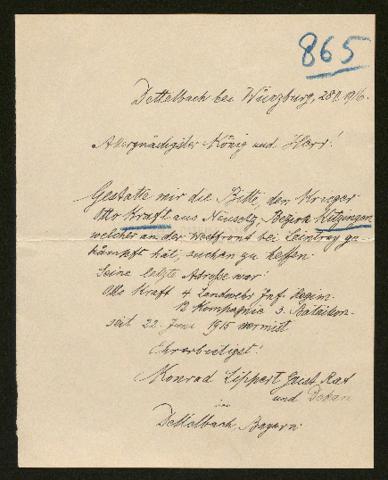 865
Dettelbach bei Würzburg, 28.9. 1916.
Allergnädigster König und Herr!
Gestatte mir die Bitte, den Krieger
Otto Kraft aus Neusetz, Bezirk Kitzingen
welcher an der Westfront bei Leintrey ge-
kämpft hat, suchen zu helfen.
Seine letzte Adresse war:
Otto Kraft 4 Landwehr Inf. Regim.
12 Kompagnie 3. Bataillon.
seit 22. Juni 1915 vermisst
Ehrerbietigst:
Konrad Lippert Geist. Rat
und Dekan
in
Dettelbach, Bayern.